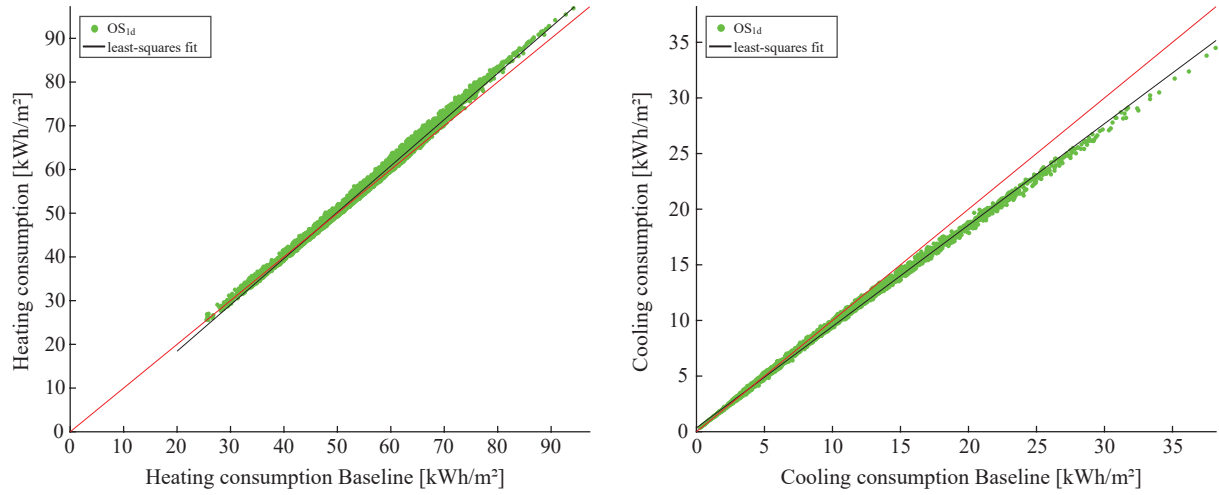 OS1d
least-squares fit
Heating consumption [kWh/m²]
90
80
70
60
50
40
30
20
10
0
0 10 20 30 40 50 60 70 80 90
Heating consumption Baseline [kWh/m²]
OS1d
least-squares fit
Cooling consumption [kWh/m²]
35
30
25
20
15
10
5
0
0 5 10 15 20 25 30 35
Cooling consumption Baseline [kWh/m²]